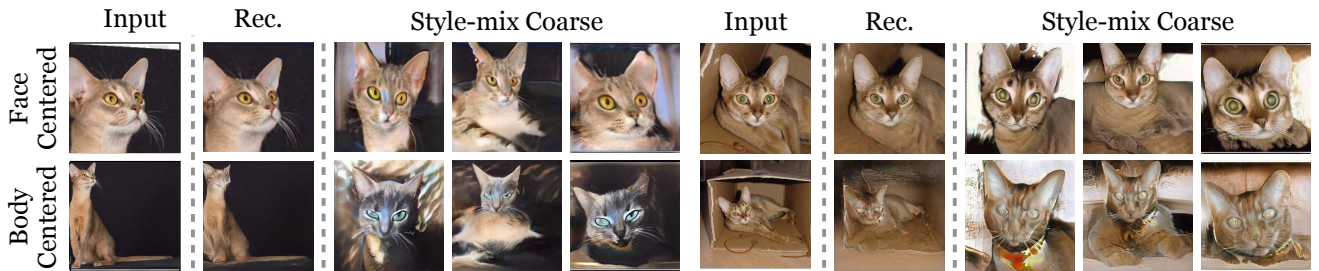 Input Rec. Style-mix Coarse Input Rec. Style-mix Coarse
Face
Centered
Body
Centered